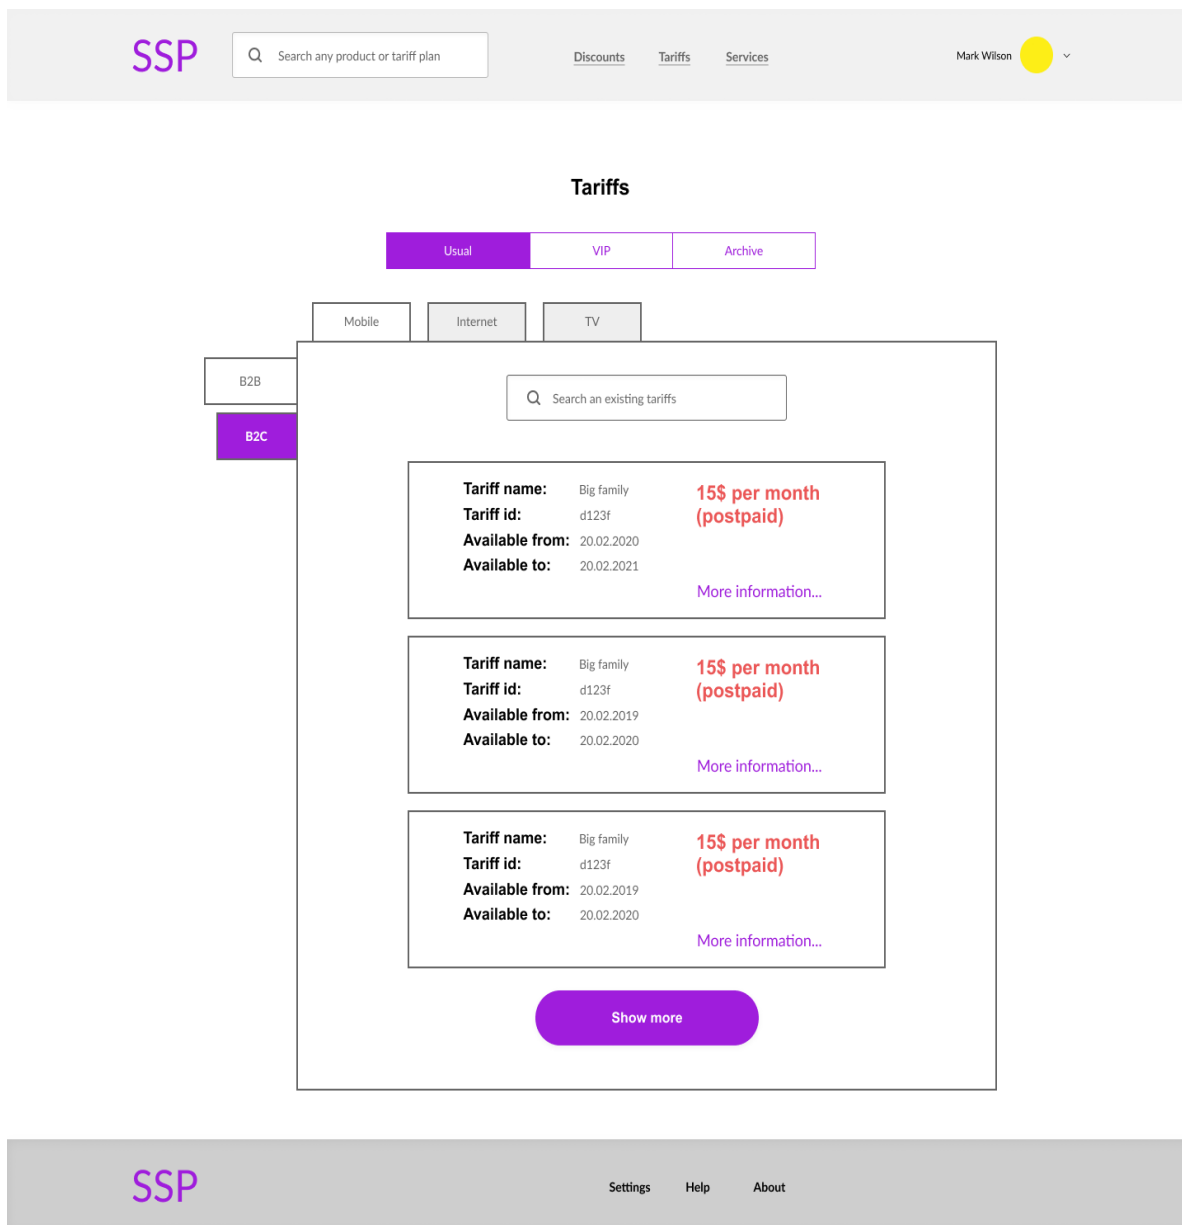 SSP
Search any product or tariff plan
Discounts Tariffs Services
Mark Wilson
Tariffs
Usual VIP Archive
Mobile Internet TV
B2B
B2C
Search an existing tariffs
Tariff name: Big family
Tariff id: d123f
Available from: 20.02.2020
Available to: 20.02.2021
15$ per month
(postpaid)
More information...
Tariff name: Big family
Tariff id: d123f
Available from: 20.02.2019
Available to: 20.02.2020
15$ per month
(postpaid)
More information...
Tariff name: Big family
Tariff id: d123f
Available from: 20.02.2019
Available to: 20.02.2020
15$ per month
(postpaid)
More information...
Show more
SSP
Settings Help About